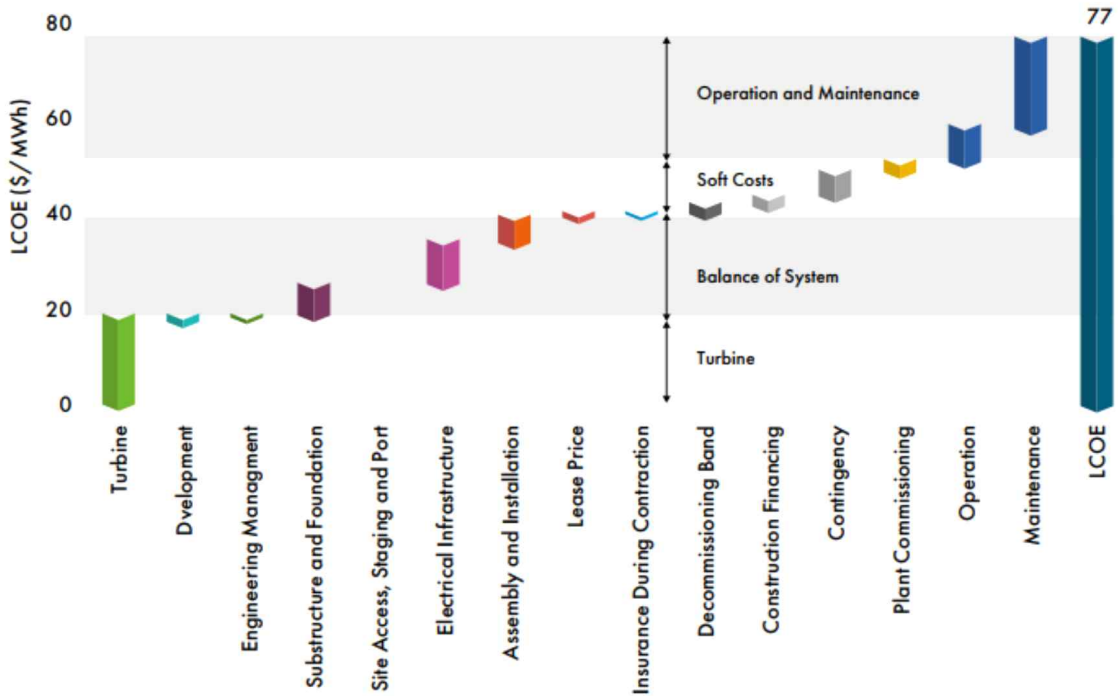 77
80
60
40
20
0
LCOE ($/ MWh)
Operation and Maintenance
Soft Costs
Balance of System
Turbine
Turbine
Dvelopment
Engineering Managment
Substructure and Foundation
Site Access, Staging and Port
Electrical Infrastructure
Assembly and Installation
Lease Price
Insurance During Contraction
Decommissioning Band
Construdion Financing
Contingency
Plant Commissioning
Operation
Maintenance
LCOE